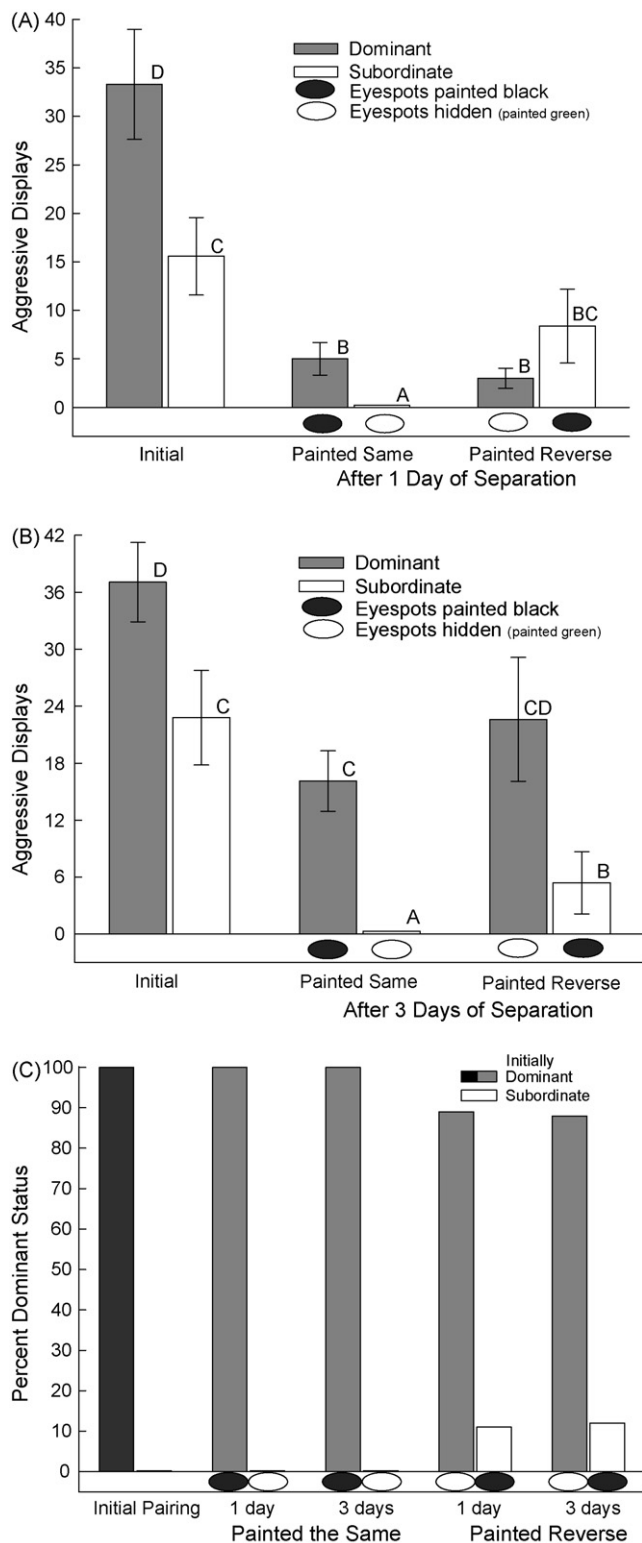 (A)
40
35
30
25
20
15
10
5
0
Aggressive Displays
Dominant
Subordinate
Eyespots painted black
Eyespots hidden (painted green)
D
C
B
A
B
BC
Initial
Painted Same
Painted Reverse
After 1 Day of Separation
(B)
42
36
30
24
18
12
6
0
Aggressive Displays
Dominant
Subordinate
Eyespots painted black
Eyespots hidden (painted green)
D
C
C
A
CD
B
Initial
Painted Same
Painted Reverse
After 3 Days of Separation
(C)
100
90
80
70
60
50
40
30
20
10
0
Percent Dominant Status
Initially
Dominant
Subordinate
Initial Pairing
1 day
3 days
1 day
3 days
Painted the Same
Painted Reverse